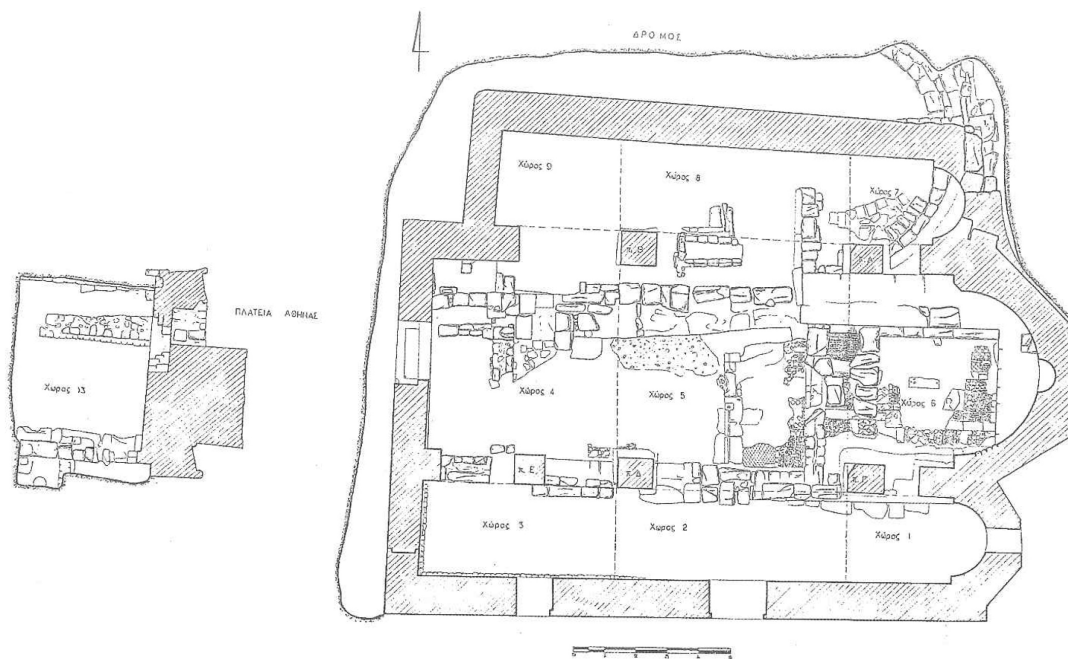 ΔΡΟΜΟΣ
Χώρος 9
Χώρος 8
Χώρος 7
π. Β.
ΠΛΑΤΕΙΑ ΑΘΗΝΑΣ
Χώρος 13
Χώρος 4
Χώρος 5
Χώρος 6
π. Ε.
π. Δ.
π. Γ.
Χώρος 3
Χώρος 2
Χώρος 1